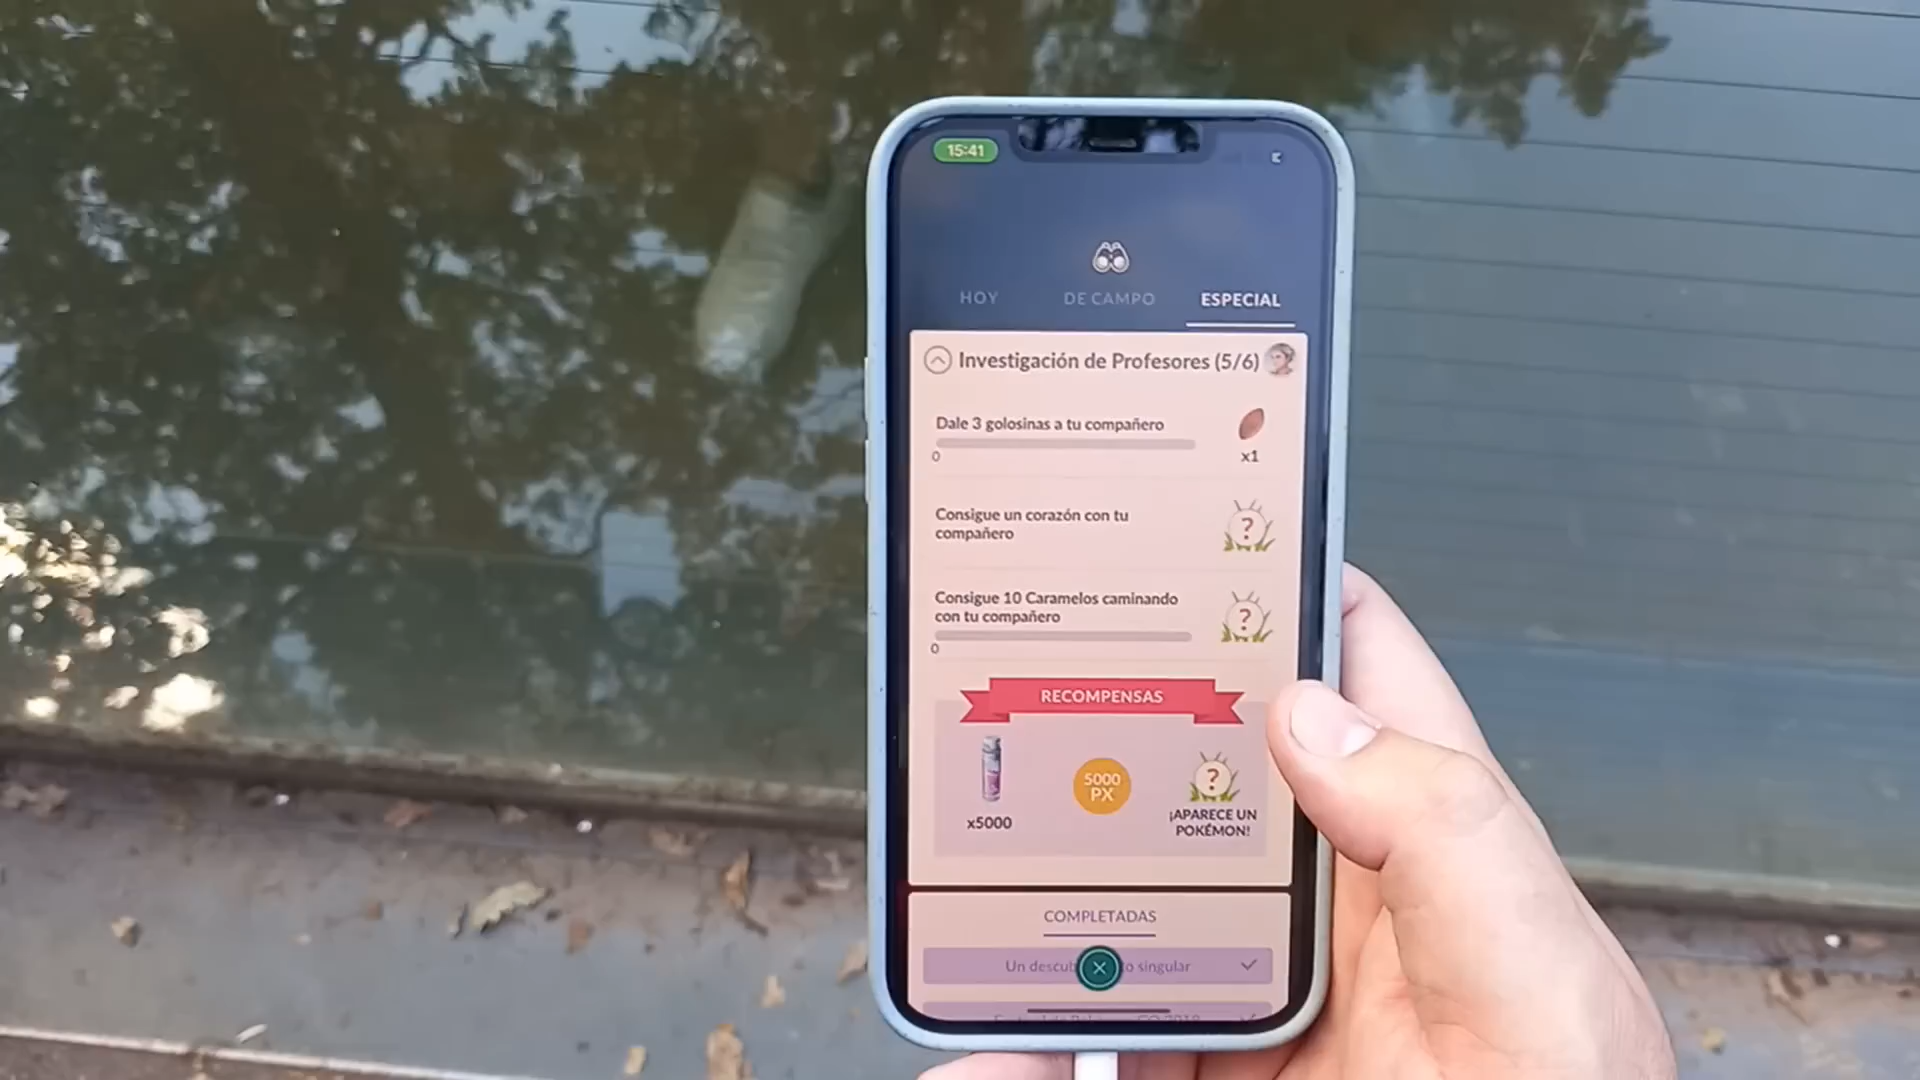 15:41
HOY
DE CAMPO
ESPECIAL
Investigación de Profesores (5/6)
Dale 3 golosinas a tu compañero
0
x1
Consigue un corazón con tu
compañero
?
Consigue 10 Caramelos caminando
con tu compañero
0
?
RECOMPENSAS
x5000
5000
PX
?
¡APARECE UN
POKÉMON!
COMPLETADAS
Un singular